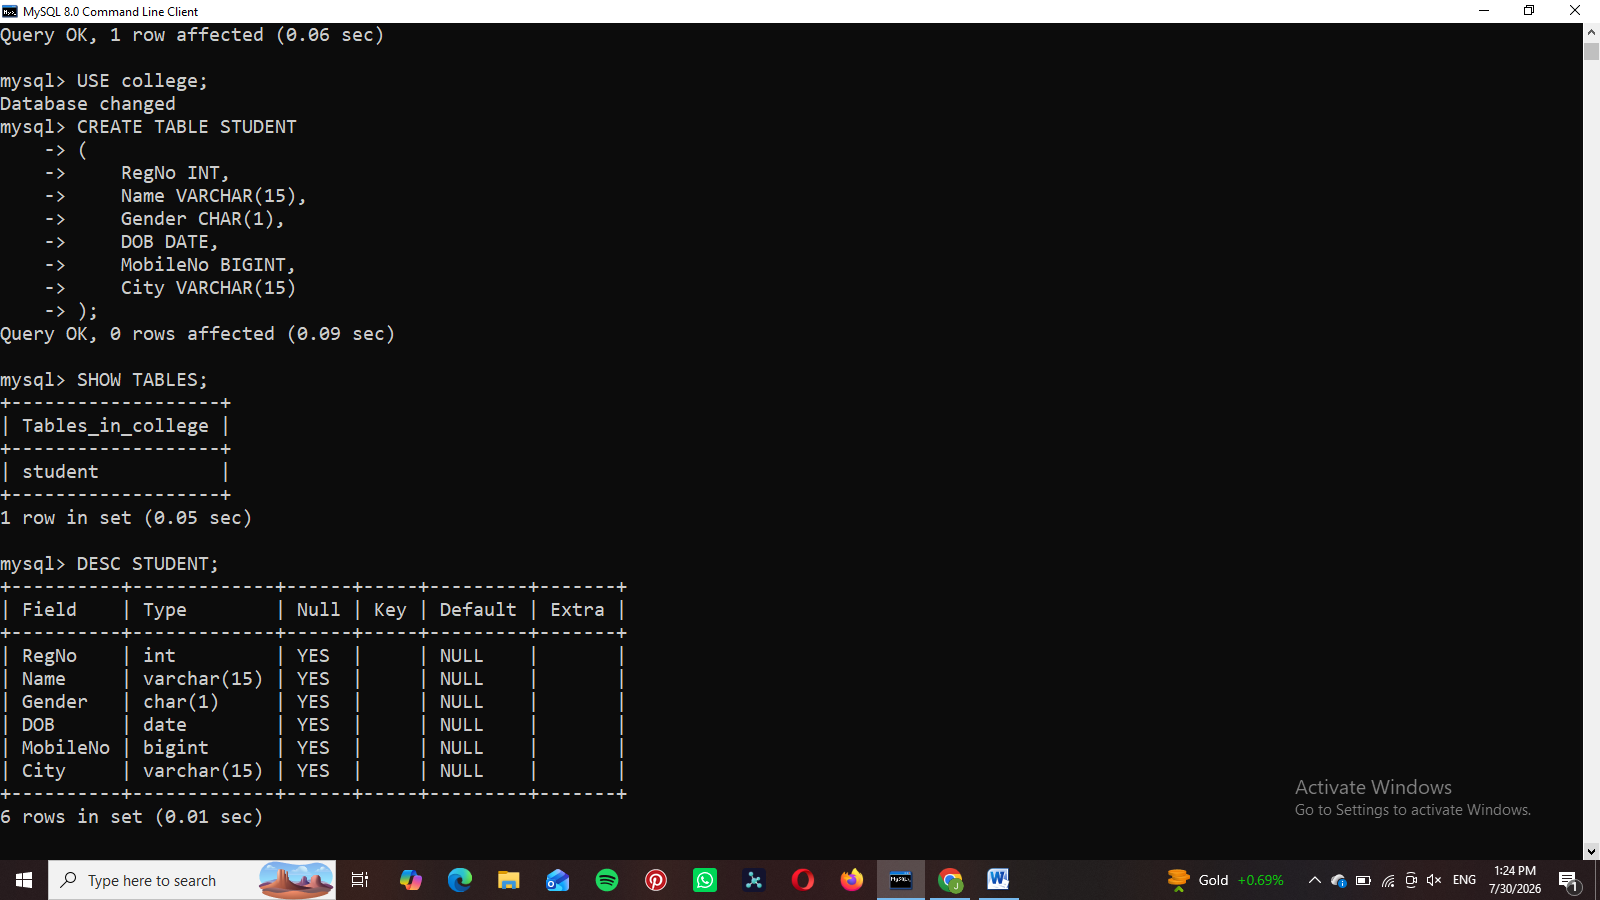 MySQL 8.0 Command Line Client
Query OK, 1 row affected (0.06 sec)
mysql> USE college;
Database changed
mysql> CREATE TABLE STUDENT
    -> (
    ->     RegNo INT,
    ->     Name VARCHAR(15),
    ->     Gender CHAR(1),
    ->     DOB DATE,
    ->     MobileNo BIGINT,
    ->     City VARCHAR(15)
    -> );
Query OK, 0 rows affected (0.09 sec)
mysql> SHOW TABLES;
+-------------------+
| Tables_in_college |
+-------------------+
| student           |
+-------------------+
1 row in set (0.05 sec)
mysql> DESC STUDENT;
+----------+-------------+------+-----+---------+-------+
| Field    | Type        | Null | Key | Default | Extra |
+----------+-------------+------+-----+---------+-------+
| RegNo    | int         | YES  |     | NULL    |       |
| Name     | varchar(15) | YES  |     | NULL    |       |
| Gender   | char(1)     | YES  |     | NULL    |       |
| DOB      | date        | YES  |     | NULL    |       |
| MobileNo | bigint      | YES  |     | NULL    |       |
| City     | varchar(15) | YES  |     | NULL    |       |
+----------+-------------+------+-----+---------+-------+
6 rows in set (0.01 sec)
Activate Windows
Go to Settings to activate Windows.
Type here to search
Gold +0.69%
ENG
1:24 PM
7/30/2026
1